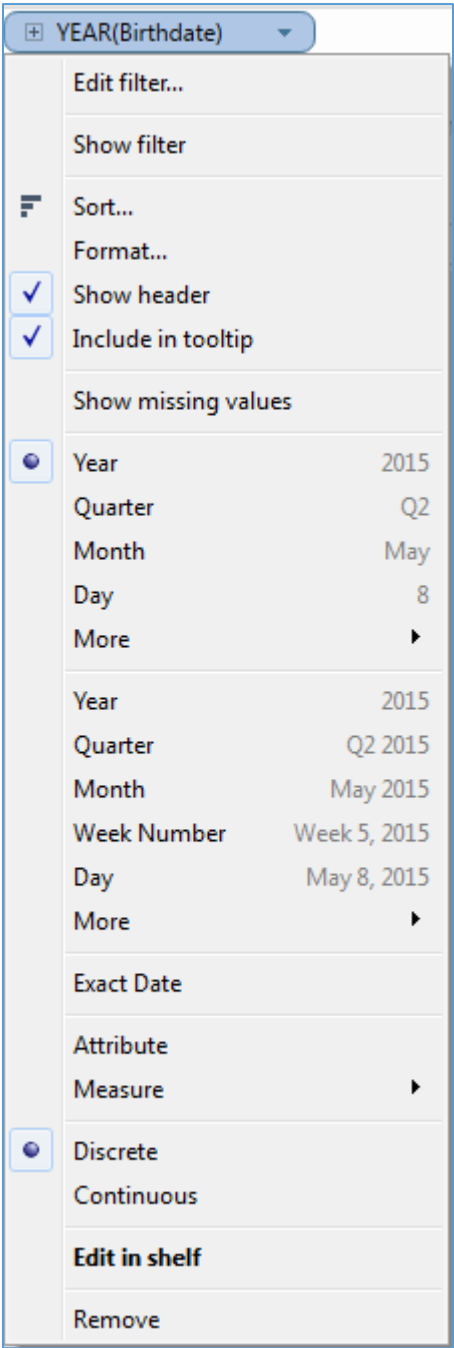 YEAR(Birthdate)
Edit filter...
Show filter
Sort...
Format...
Show header
Include in tooltip
Show missing values
Year 2015
Quarter Q2
Month May
Day 8
More
Year 2015
Quarter Q2 2015
Month May 2015
Week Number Week 5, 2015
Day May 8, 2015
More
Exact Date
Attribute
Measure
Discrete
Continuous
Edit in shelf
Remove